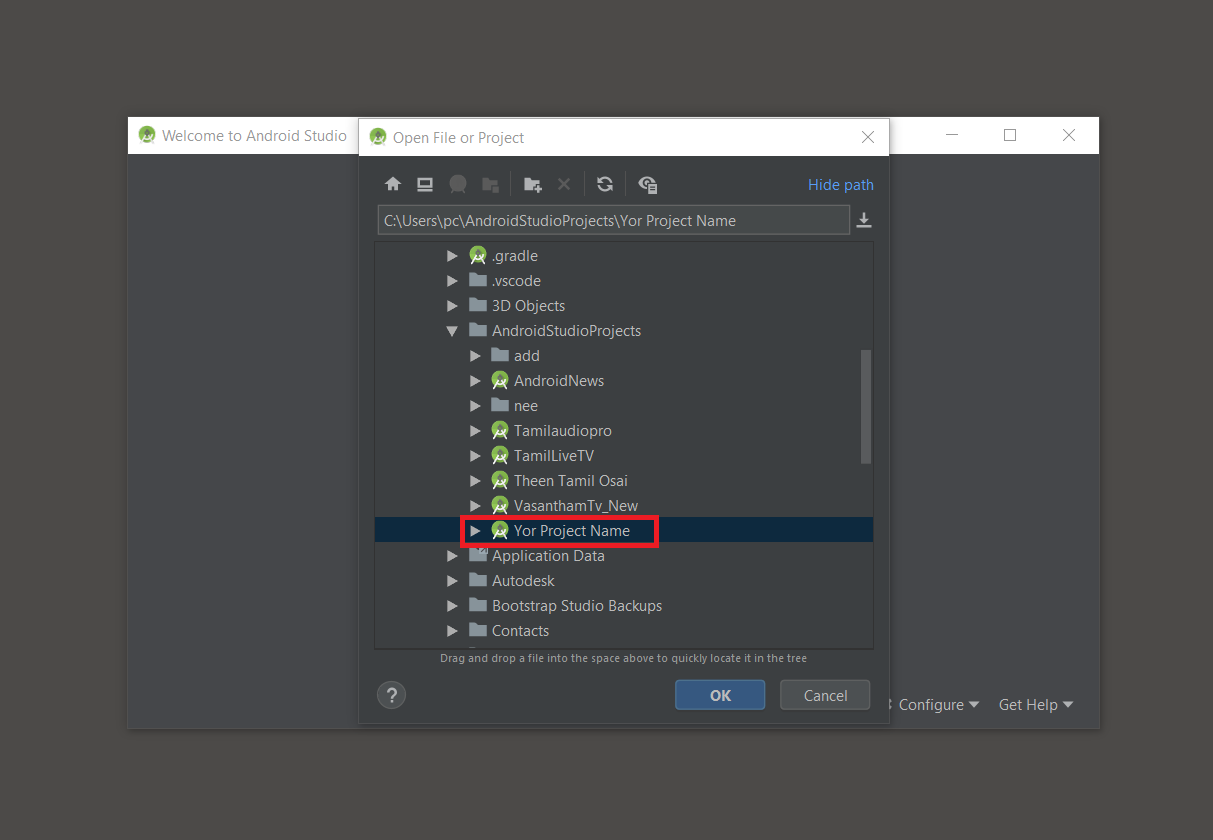 Welcome to Android Studio
Open File or Project
Hide path
C:\Users\pc\AndroidStudioProjects\Yor Project Name
.gradle
.vscode
3D Objects
AndroidStudioProjects
add
AndroidNews
nee
Tamilaudiopro
TamilLiveTV
Theen Tamil Osai
VasanthamTv_New
Yor Project Name
Application Data
Autodesk
Bootstrap Studio Backups
Contacts
Drag and drop a file into the space above to quickly locate it in the tree
? OK Cancel
Configure Get Help